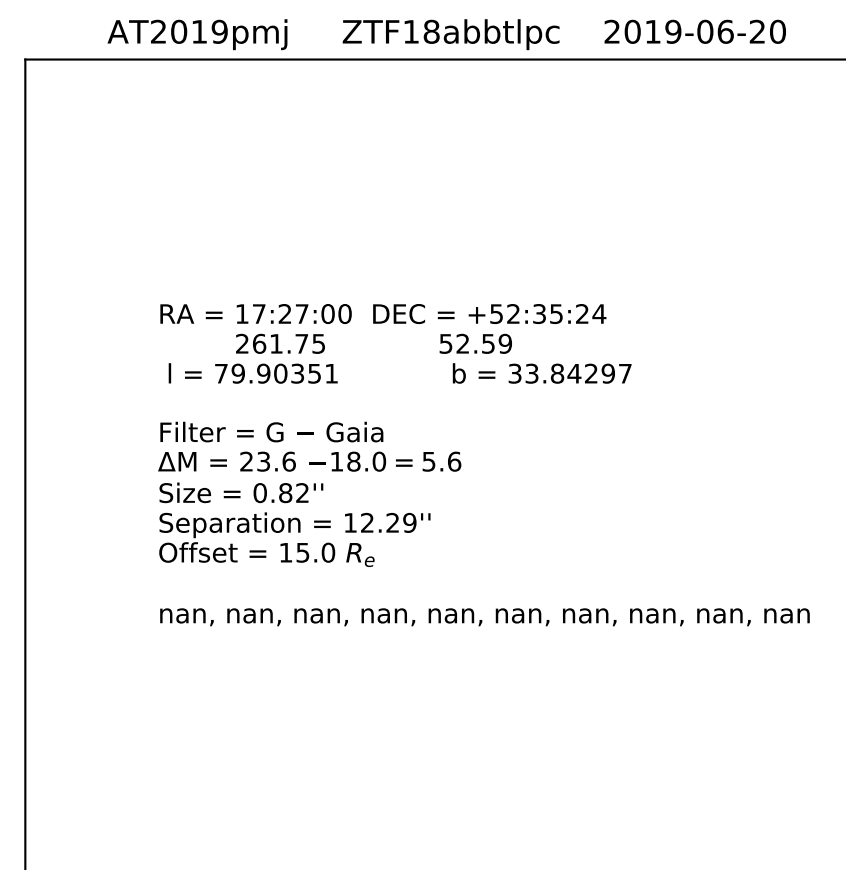 AT2019pmj ZTF18abbtlpc 2019-06-20
RA = 17:27:00 DEC = +52:35:24
261.75 52.59
l = 79.90351 b = 33.84297
Filter = G − Gaia
ΔM = 23.6 −18.0 = 5.6
Size = 0.82''
Separation = 12.29''
Offset = 15.0 Re
nan, nan, nan, nan, nan, nan, nan, nan, nan, nan